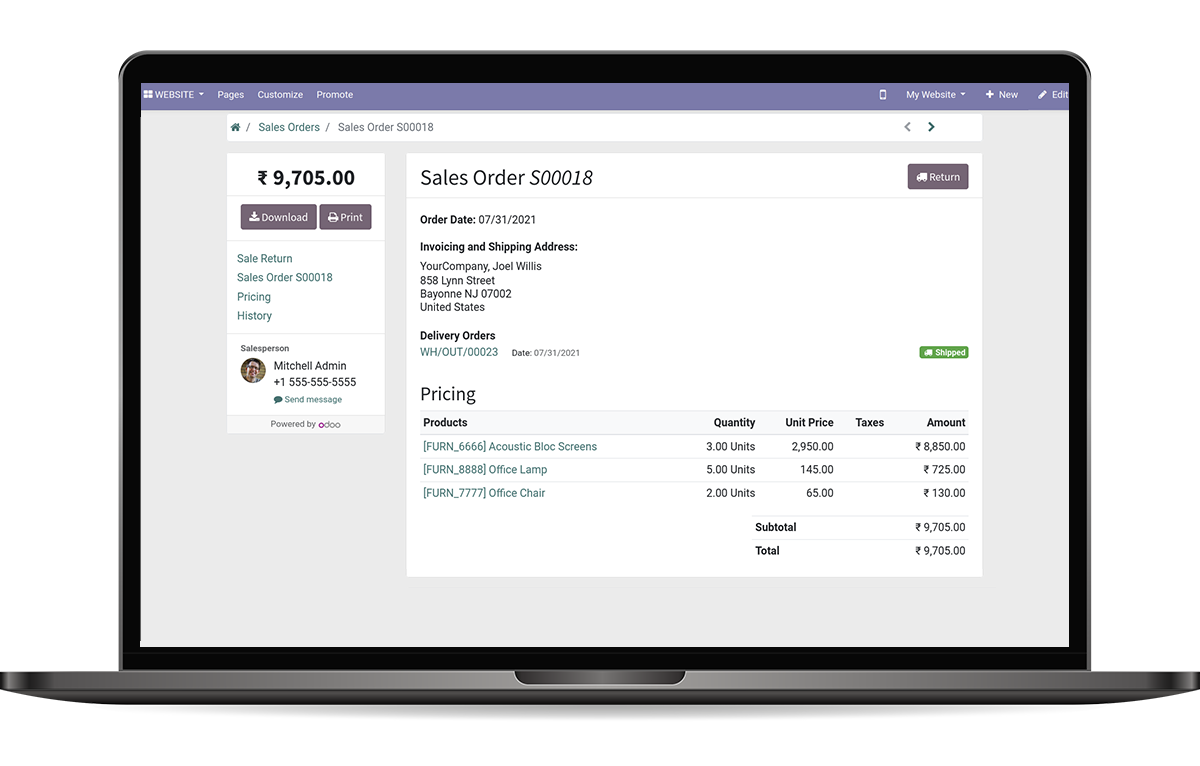 WEBSITE Pages Customize Promote My Website New Edit
/ Sales Orders / Sales Order S00018
₹ 9,705.00
Download Print
Sale Return
Sales Order S00018
Pricing
History
Salesperson
Mitchell Admin
+1 555-555-5555
Send message
Powered by odoo
Sales Order S00018 Return
Order Date: 07/31/2021
Invoicing and Shipping Address:
YourCompany, Joel Willis
858 Lynn Street
Bayonne NJ 07002
United States
Delivery Orders
WH/OUT/00023 Date: 07/31/2021 Shipped
Pricing
Products Quantity Unit Price Taxes Amount
[FURN_6666] Acoustic Bloc Screens 3.00 Units 2,950.00 ₹ 8,850.00
[FURN_8888] Office Lamp 5.00 Units 145.00 ₹ 725.00
[FURN_7777] Office Chair 2.00 Units 65.00 ₹ 130.00
Subtotal ₹ 9,705.00
Total ₹ 9,705.00